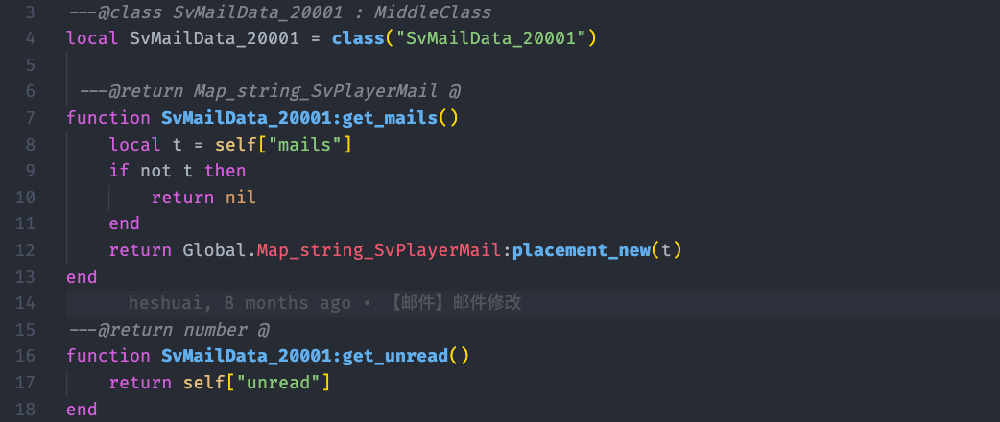 3 ---@class SvMailData_20001 : MiddleClass
4 local SvMailData_20001 = class("SvMailData_20001")
5
6 ---@return Map_string_SvPlayerMail @
7 function SvMailData_20001:get_mails()
8 local t = self["mails"]
9 if not t then
10 return nil
11 end
12 return Global.Map_string_SvPlayerMail:placement_new(t)
13 end
14 heshuai, 8 months ago • 【邮件】邮件修改
15 ---@return number @
16 function SvMailData_20001:get_unread()
17 return self["unread"]
18 end